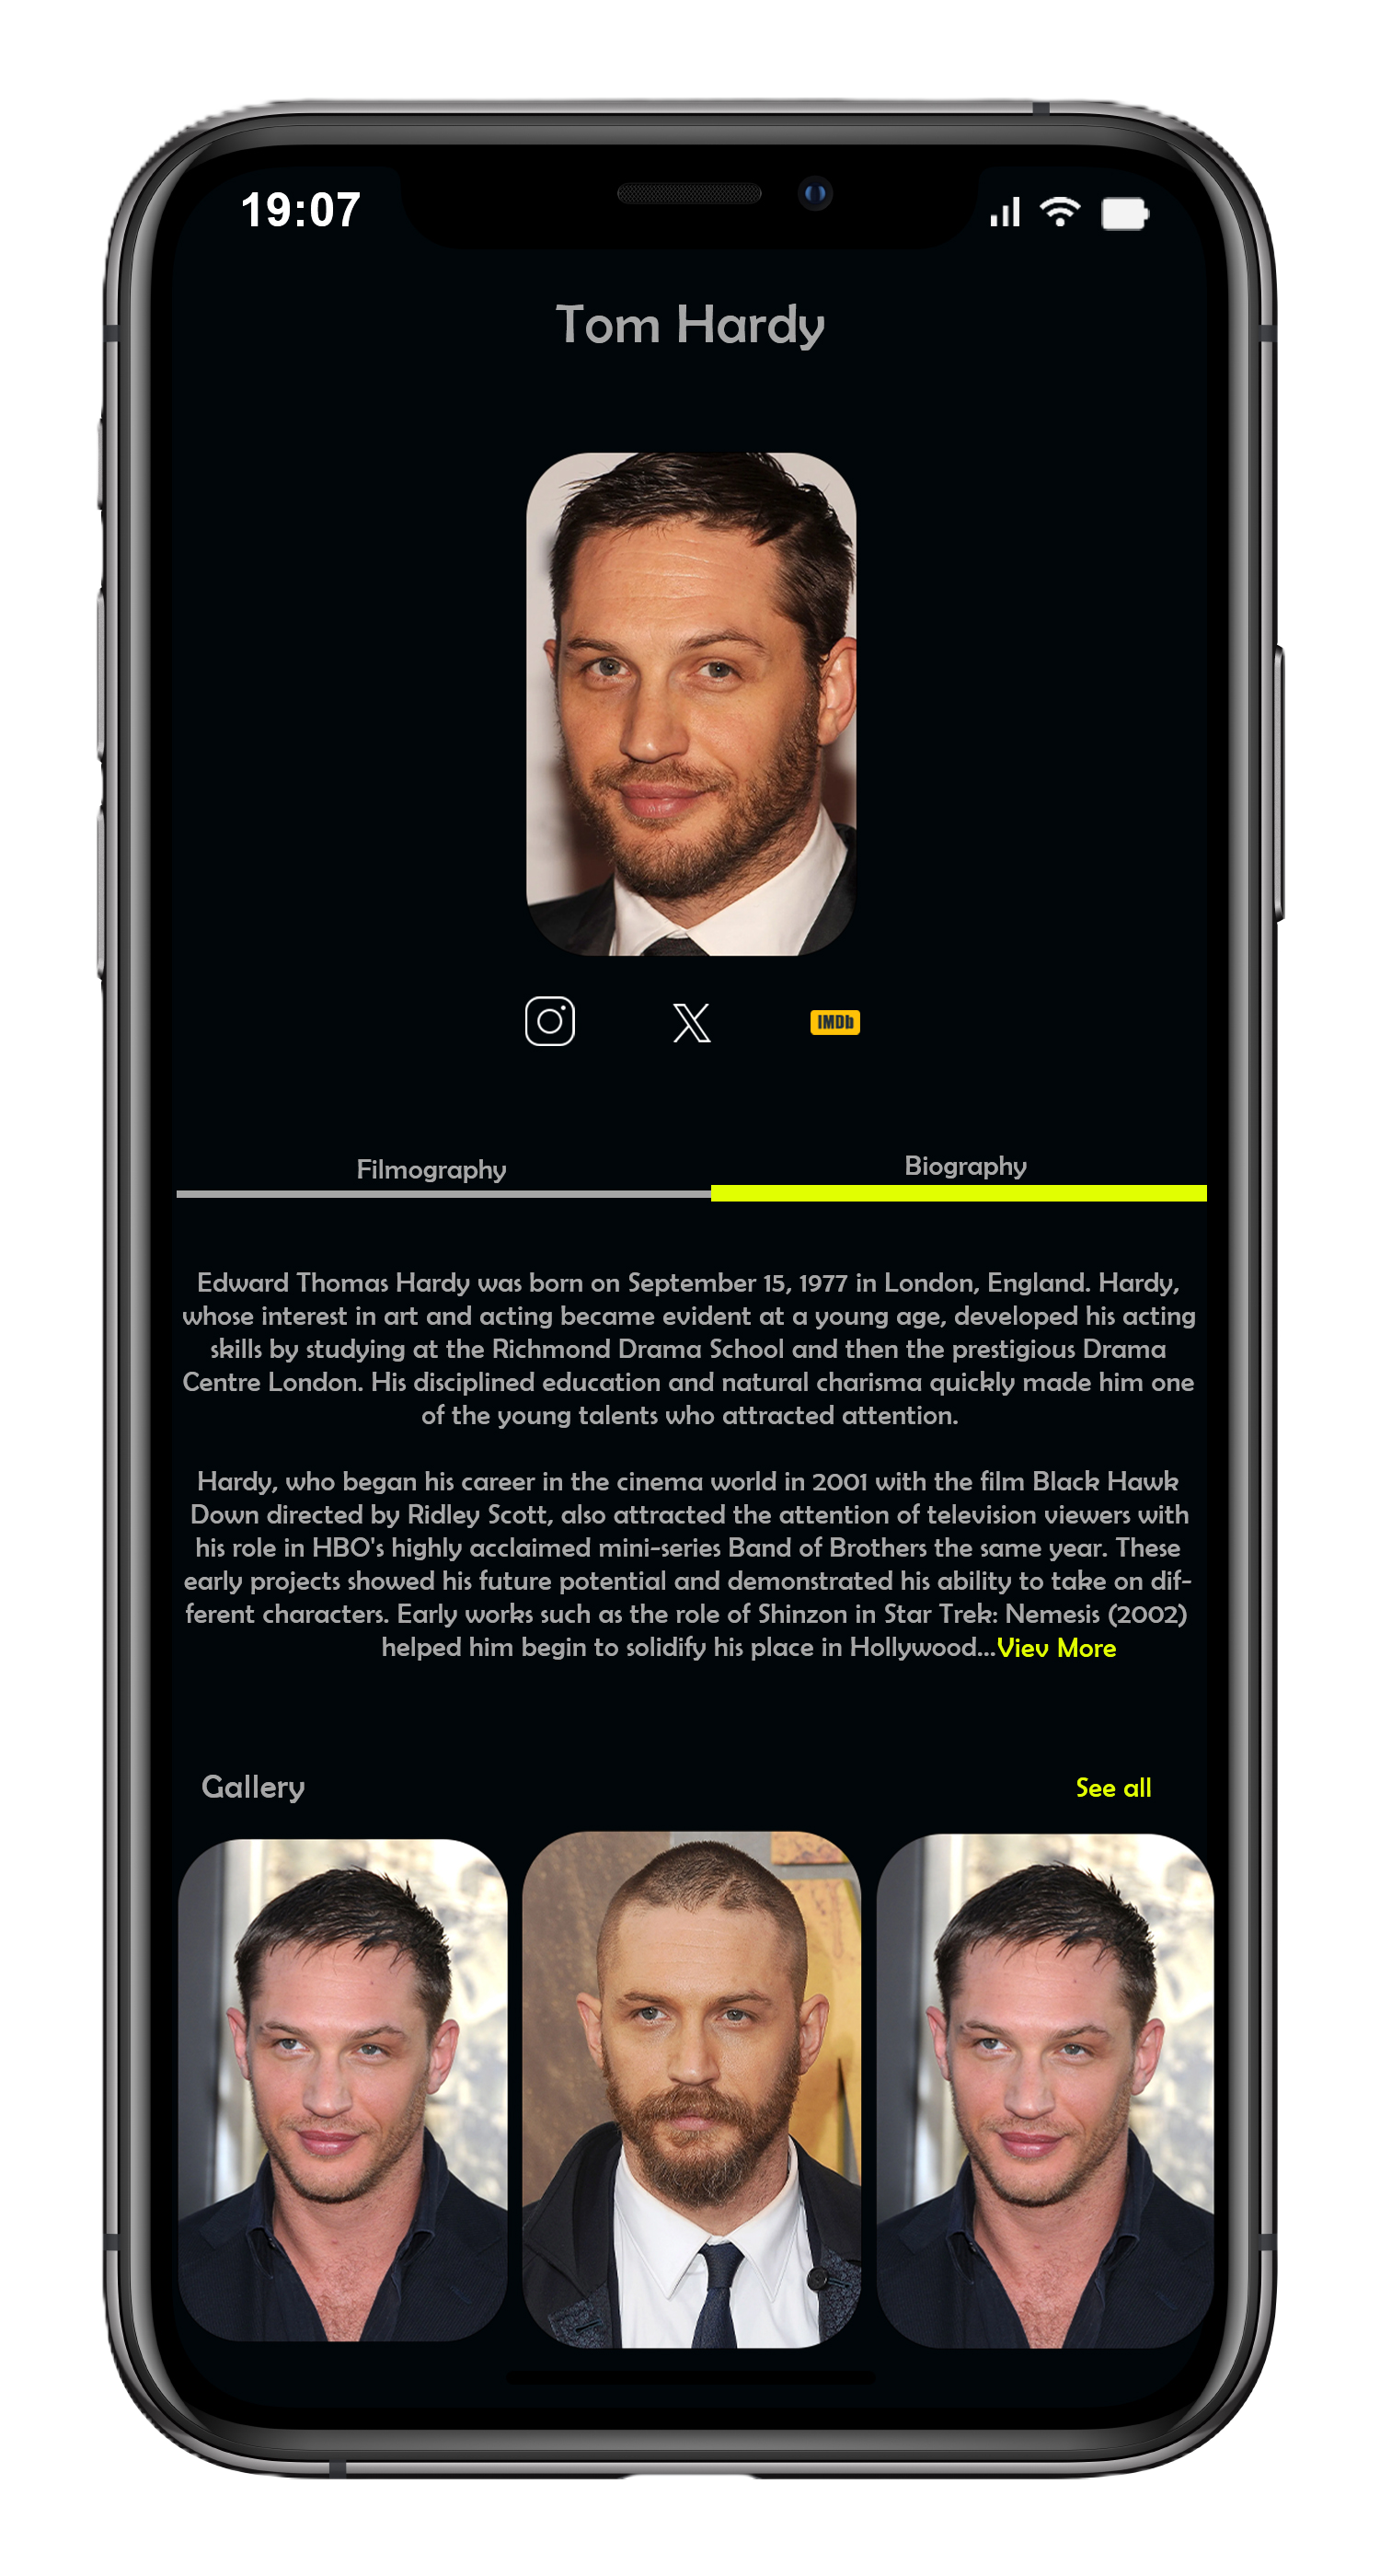 19:07
Tom Hardy
IMDb
Filmography
Biography
Edward Thomas Hardy was born on September 15, 1977 in London, England. Hardy,
whose interest in art and acting became evident at a young age, developed his acting
skills by studying at the Richmond Drama School and then the prestigious Drama
Centre London. His disciplined education and natural charisma quickly made him one
of the young talents who attracted attention.
Hardy, who began his career in the cinema world in 2001 with the film Black Hawk
Down directed by Ridley Scott, also attracted the attention of television viewers with
his role in HBO's highly acclaimed mini-series Band of Brothers the same year. These
early projects showed his future potential and demonstrated his ability to take on dif-
ferent characters. Early works such as the role of Shinzon in Star Trek: Nemesis (2002)
helped him begin to solidify his place in Hollywood...Viev More
Gallery
See all